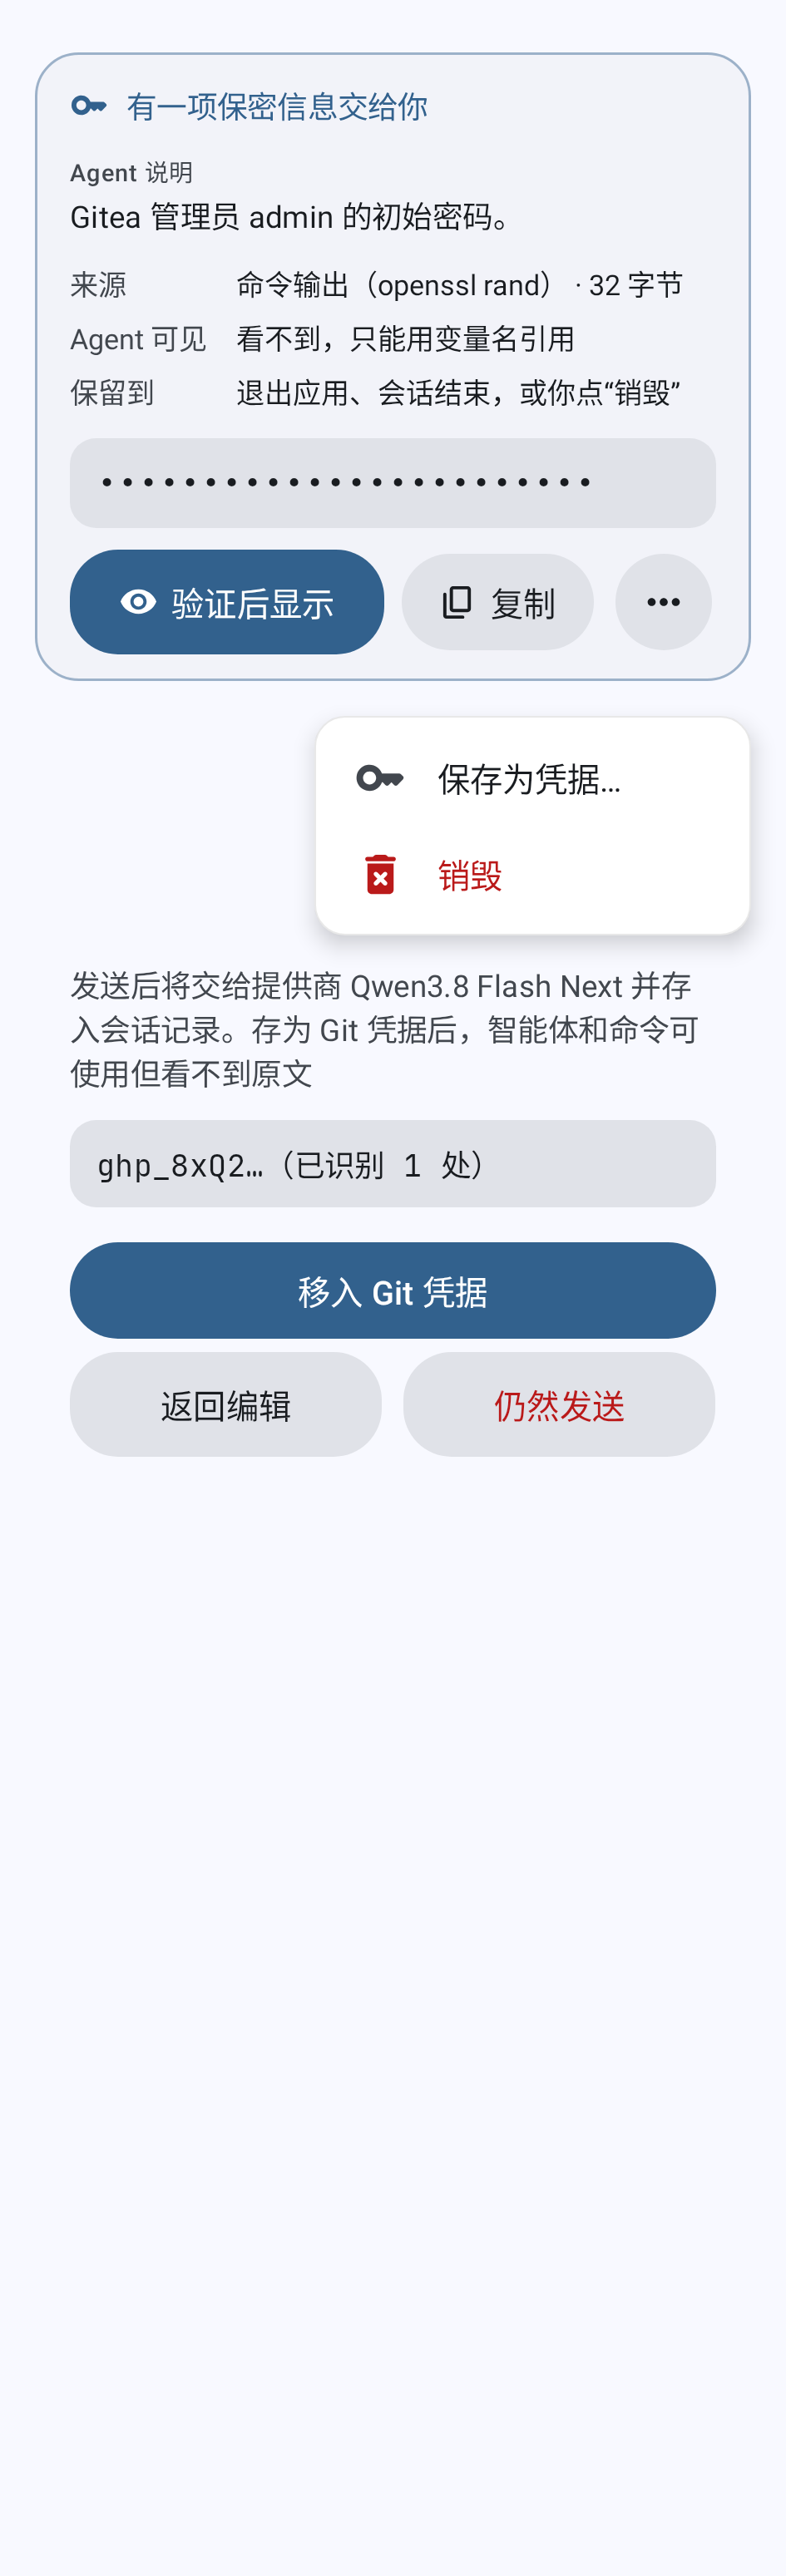 有一项保密信息交给你
Agent 说明
Gitea 管理员 admin 的初始密码。
来源 命令输出（openssl rand） · 32 字节
Agent 可见 看不到，只能用变量名引用
保留到 退出应用、会话结束，或你点“销毁”
••••••••••••••••••••••••
验证后显示 复制
保存为凭据…
销毁
发送后将交给提供商 Qwen3.8 Flash Next 并存
入会话记录。存为 Git 凭据后，智能体和命令可
使用但看不到原文
ghp_8xQ2…（已识别 1 处）
移入 Git 凭据
返回编辑 仍然发送